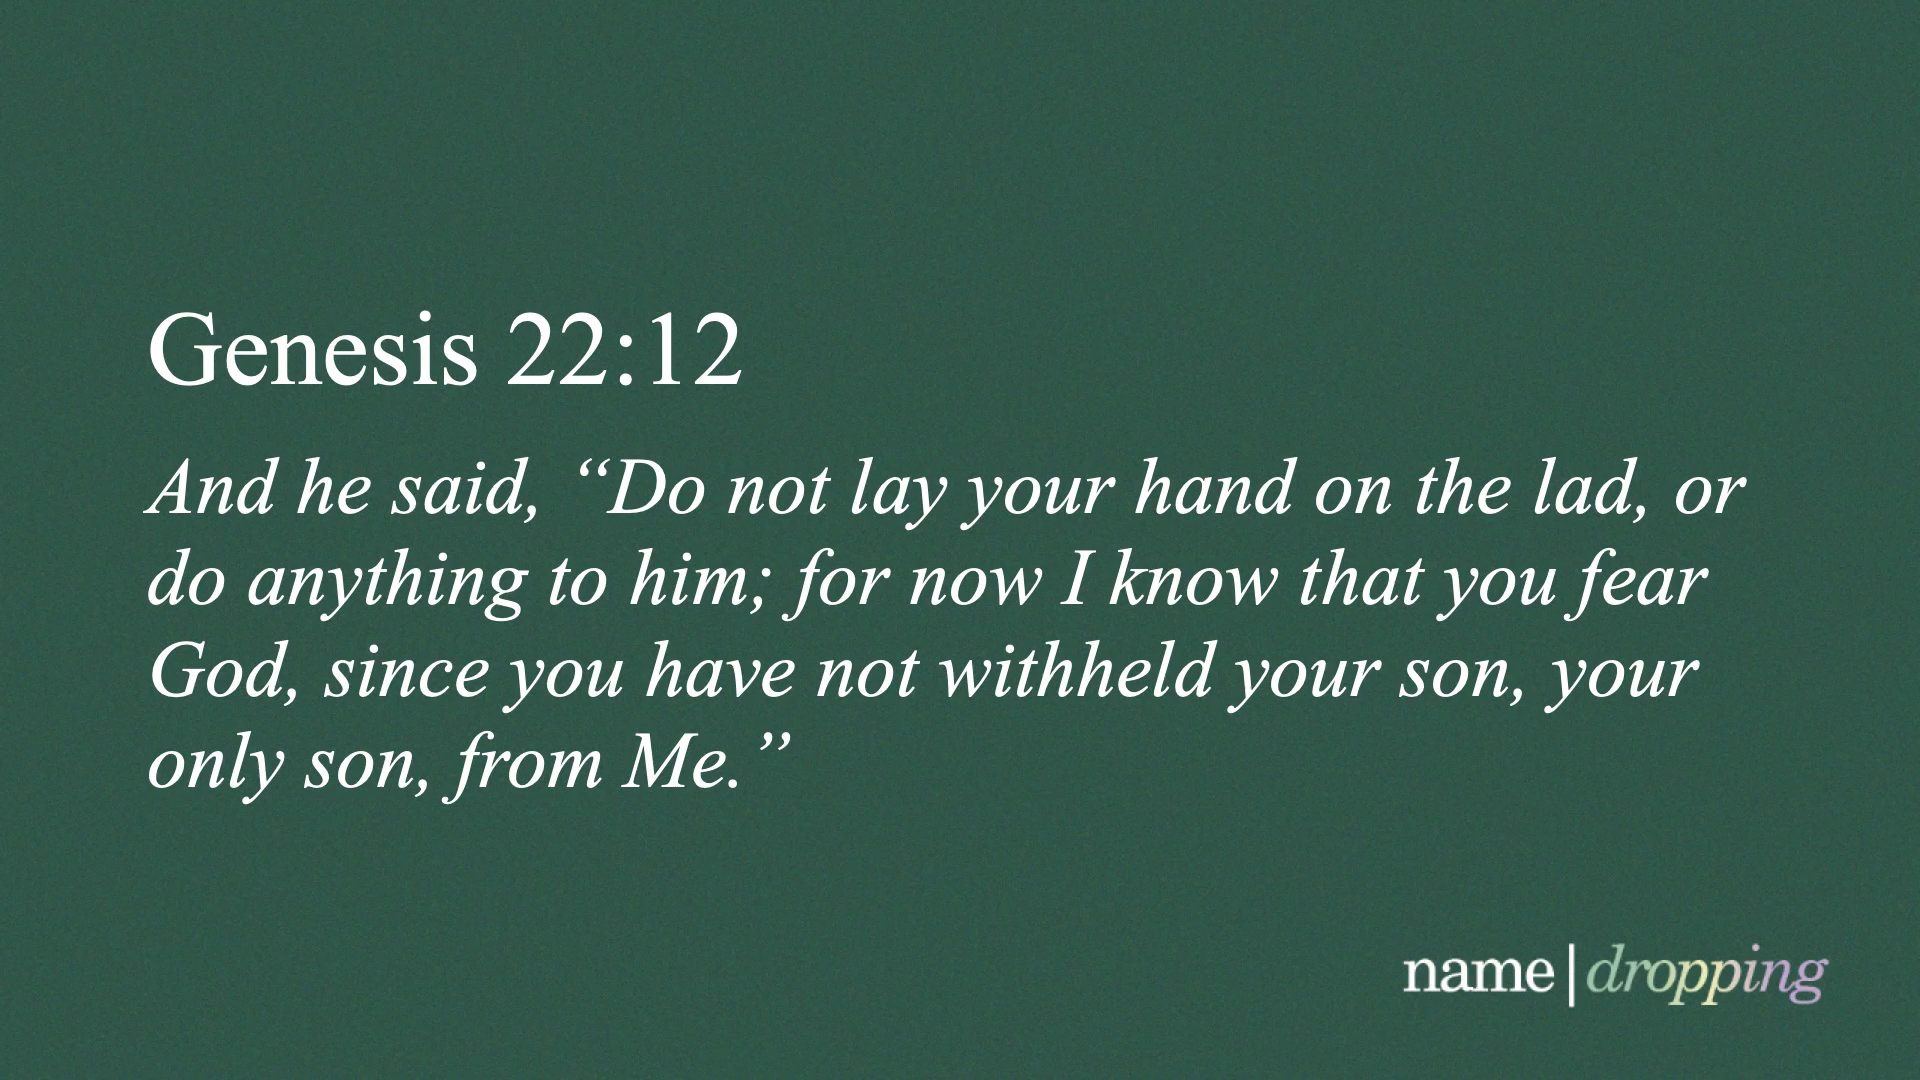 Genesis 22:12
And he said, “Do not lay your hand on the lad, or
do anything to him; for now I know that you fear
God, since you have not withheld your son, your
only son, from Me.”
name|dropping